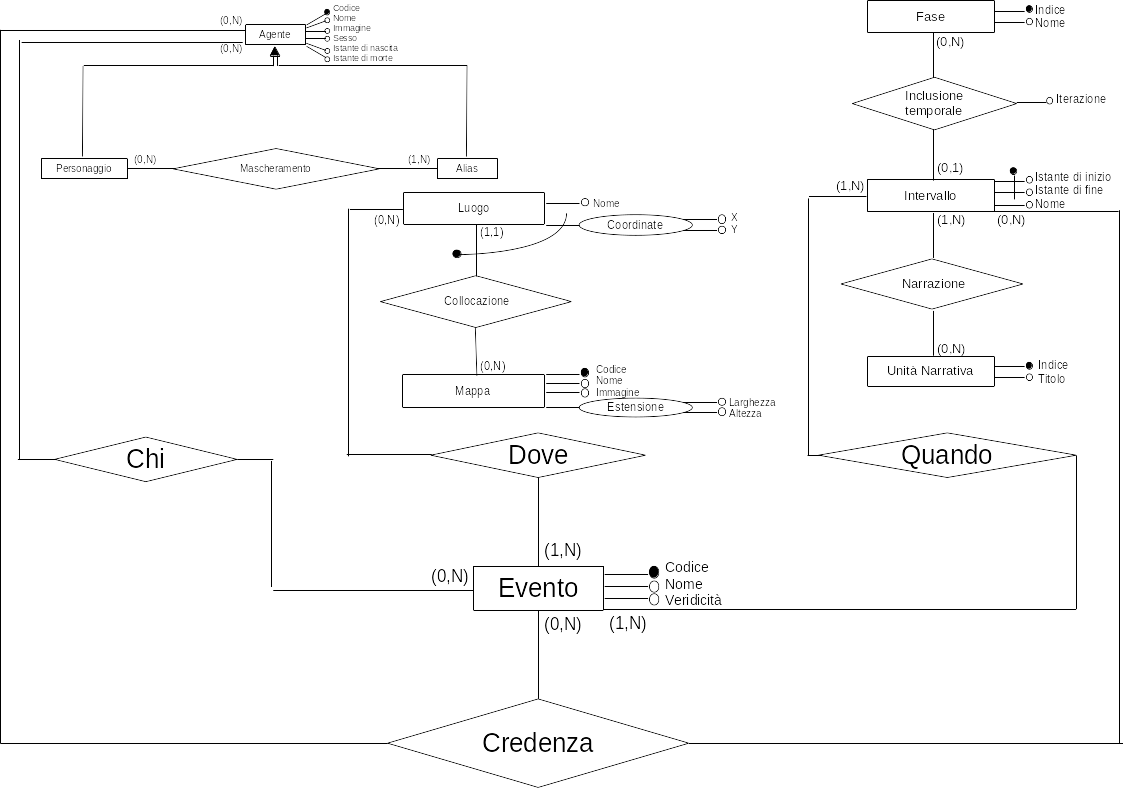 Codice
Nome
Immagine
Sesso
Istante di nascita
Istante di morte
(0,N)
Agente
(0,N)
Personaggio
(0,N)
Mascheramento
(1,N)
Alias
Fase
Indice
Nome
(0,N)
Inclusione
temporale
Iterazione
(0,1)
(1,N)
Intervallo
Istante di inizio
Istante di fine
Nome
(1,N)
(0,N)
Narrazione
(0,N)
Unità Narrativa
Indice
Titolo
Luogo
Nome
(0,N)
(1,1)
Coordinate
X
Y
Collocazione
(0,N)
Mappa
Codice
Nome
Immagine
Estensione
Larghezza
Altezza
Chi
Dove
Quando
(1,N)
(0,N)
Evento
Codice
Nome
Veridicità
(0,N)
(1,N)
Credenza